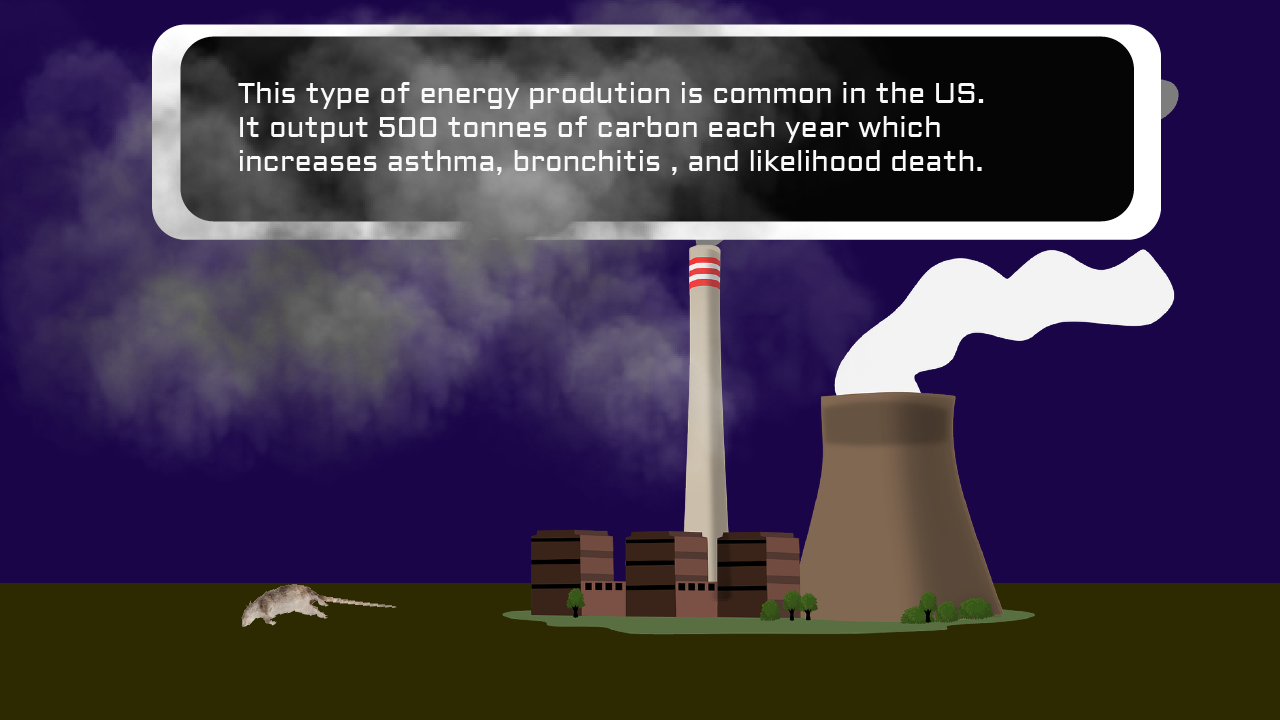 This type of energy prodution is common in the US.
It output 500 tonnes of carbon each year which
increases asthma, bronchitis , and likelihood death.